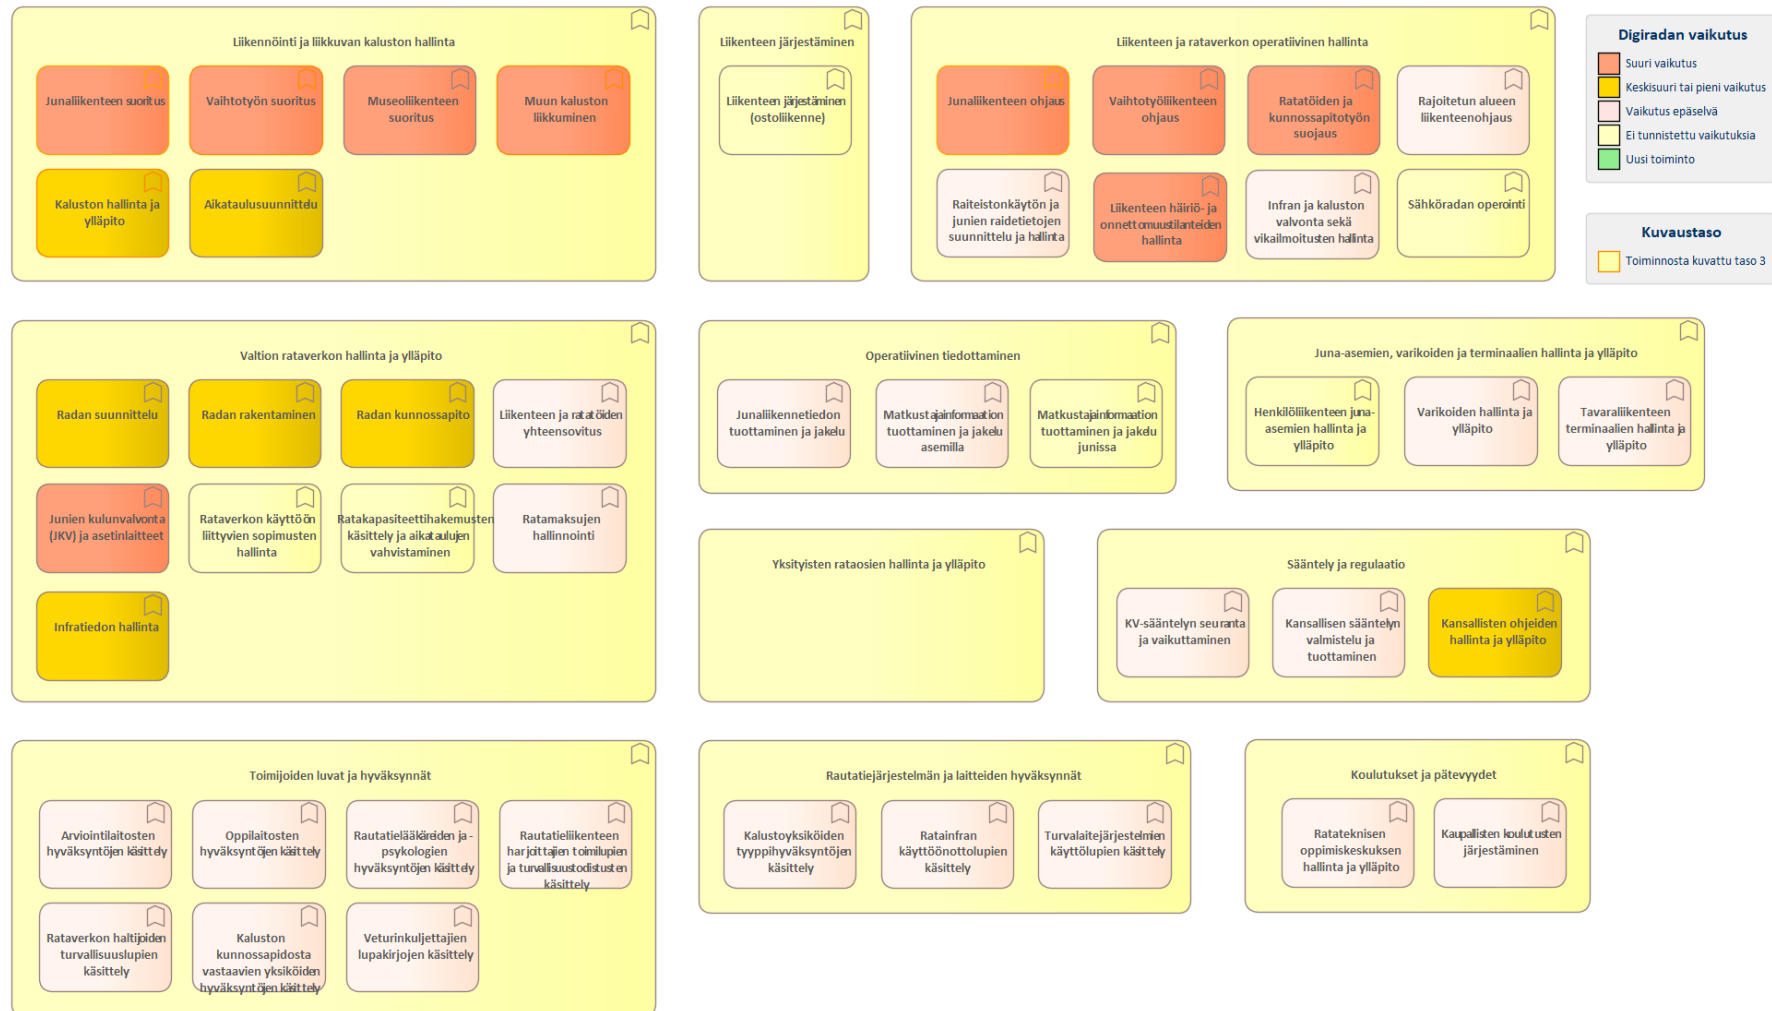 Liikennöinti ja liikkuvan kaluston hallinta
Junaliikenteen suoritus
Vaihtotyön suoritus
Museoliikenteen
suoritus
Muun kaluston
liikkuminen
Kaluston hallinta ja
ylläpito
Aikataulusuunnittelu
Liikenteen järjestäminen
Liikenteen järjestäminen
(ostoliikenne)
Liikenteen ja rataverkon operatiivinen hallinta
Junaliikenteen ohjaus
Vaihtotyöliikenteen
ohjaus
Ratatöiden ja
kunnossapitotyön
suojaus
Rajoitetun alueen
liikenteenohjaus
Raiteistonkäytön ja
junien raidetietojen
suunnittelu ja hallinta
Liikenteen häiriö- ja
onnettomuustilanteiden
hallinta
Infran ja kaluston
valvonta sekä
vikailmoitusten hallinta
Sähköradan operointi
Digiradan vaikutus
Suuri vaikutus
Keskisuuri tai pieni vaikutus
Vaikutus epäselvä
Ei tunnistettu vaikutuksia
Uusi toiminto
Kuvaustaso
Toiminnosta kuvattu taso 3
Valtion rataverkon hallinta ja ylläpito
Radan suunnittelu
Radan rakentaminen
Radan kunnossapito
Liikenteen ja ratatöiden
yhteensovitus
Junien kulunvalvonta
(JKV) ja asetinlaitteet
Rataverkon käyttöön
liittyvien sopimusten
hallinta
Ratakapasiteettihakemusten
käsittely ja aikataulujen
vahvistaminen
Ratamaksujen
hallinnointi
Infratiedon hallinta
Operatiivinen tiedottaminen
Junaliikennetiedon
tuottaminen ja jakelu
Matkustajainformaation
tuottaminen ja jakelu
asemilla
Matkustajainformaation
tuottaminen ja jakelu
junissa
Juna-asemien, varikoiden ja terminaalien hallinta ja ylläpito
Henkilöliikenteen juna-
asemien hallinta ja
ylläpito
Varikoiden hallinta ja
ylläpito
Tavaraliikenteen
terminaalien hallinta ja
ylläpito
Yksityisten rataosien hallinta ja ylläpito
Sääntely ja regulaatio
KV-sääntelyn seuranta
ja vaikuttaminen
Kansallisen sääntelyn
valmistelu ja
tuottaminen
Kansallisten ohjeiden
hallinta ja ylläpito
Toimijoiden luvat ja hyväksynnät
Arviointilaitosten
hyväksyntöjen käsittely
Oppilaitosten
hyväksyntöjen käsittely
Rautatielääkäreiden ja -
psykologien
hyväksyntöjen käsittely
Rautatieliikenteen
harjoittajien toimilupien
ja turvallisuustodistusten
käsittely
Rataverkon haltijoiden
turvallisuuslupien
käsittely
Kaluston
kunnossapidosta
vastaavien yksiköiden
hyväksyntöjen käsittely
Veturinkuljettajien
lupakirjojen käsittely
Rautatiejärjestelmän ja laitteiden hyväksynnät
Kalustoyksiköiden
tyyppihyväksyntöjen
käsittely
Ratainfran
käyttöönottolupien
käsittely
Turvalaitejärjestelmien
käyttölupien käsittely
Koulutukset ja pätevyydet
Ratateknisen
oppimiskeskuksen
hallinta ja ylläpito
Kaupallisten koulutusten
järjestäminen